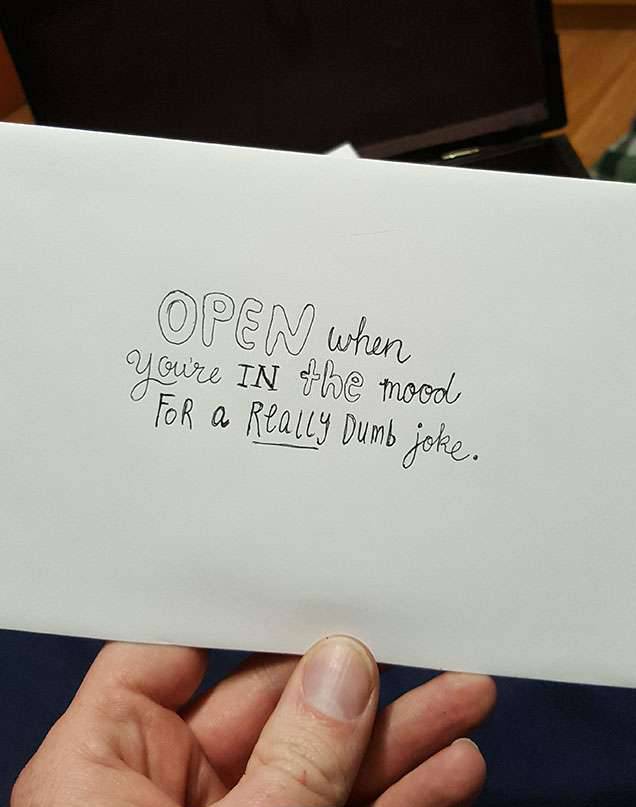 OPEN when
you're IN the mood
FoR a ReaLLy Dumb joke.